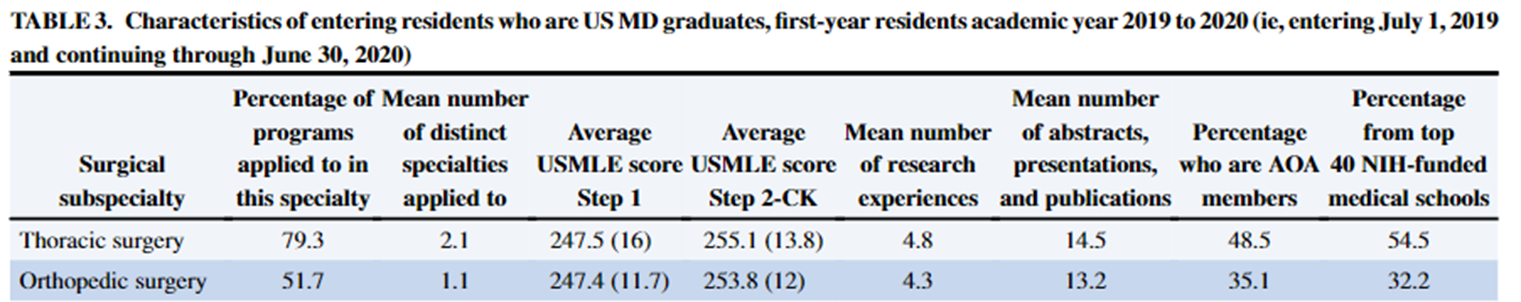 TABLE 3. Characteristics of entering residents who are US MD graduates, first-year residents academic year 2019 to 2020 (ie, entering July 1, 2019
and continuing through June 30, 2020)
Percentage of Mean number Mean number Percentage
programs of distinct Average Average Mean number of abstracts, Percentage from top
Surgical applied to in specialties USMLE score USMLE score of research presentations, who are AOA 40 NIH-funded
subspecialty this specialty applied to Step 1 Step 2-CK experiences and publications members medical schools
Thoracic surgery 79.3 2.1 247.5 (16) 255.1 (13.8) 4.8 14.5 48.5 54.5
Orthopedic surgery 51.7 1.1 247.4 (11.7) 253.8 (12) 4.3 13.2 35.1 32.2